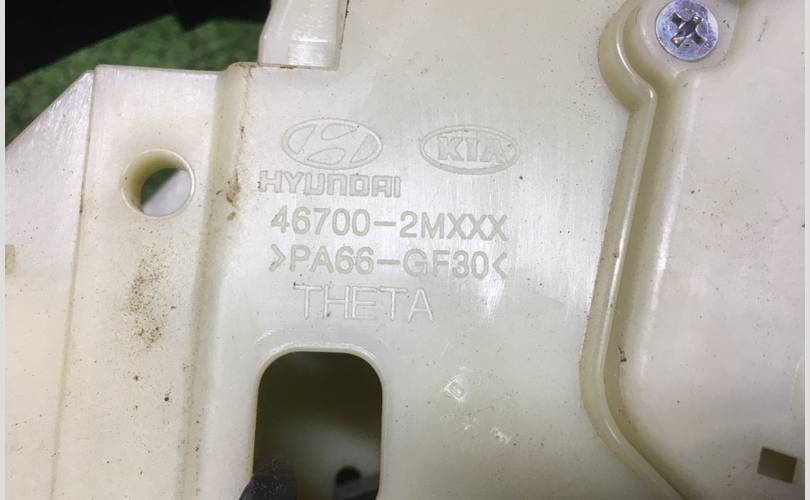 KIA
HYUNDAI
46700-2MXXX
>PA66-GF30<
THETA